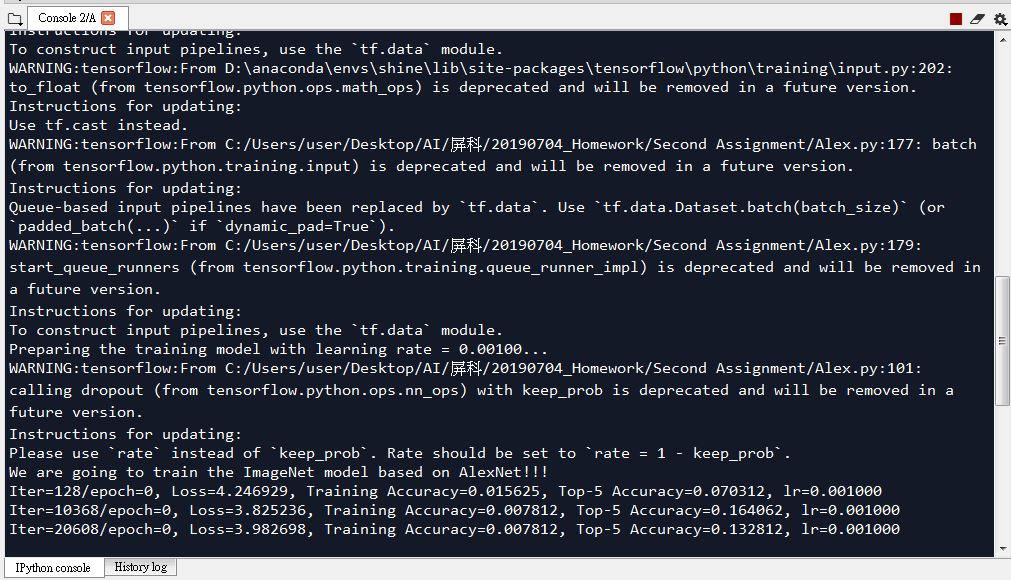 Console 2/A
Instructions for updating:
To construct input pipelines, use the `tf.data` module.
WARNING:tensorflow:From D:\anaconda\envs\shine\lib\site-packages\tensorflow\python\training\input.py:202:
to_float (from tensorflow.python.ops.math_ops) is deprecated and will be removed in a future version.
Instructions for updating:
Use tf.cast instead.
WARNING:tensorflow:From C:/Users/user/Desktop/AI/屏科/20190704_Homework/Second Assignment/Alex.py:177: batch
(from tensorflow.python.training.input) is deprecated and will be removed in a future version.
Instructions for updating:
Queue-based input pipelines have been replaced by `tf.data`. Use `tf.data.Dataset.batch(batch_size)` (or
`padded_batch(...)` if `dynamic_pad=True`).
WARNING:tensorflow:From C:/Users/user/Desktop/AI/屏科/20190704_Homework/Second Assignment/Alex.py:179:
start_queue_runners (from tensorflow.python.training.queue_runner_impl) is deprecated and will be removed in
a future version.
Instructions for updating:
To construct input pipelines, use the `tf.data` module.
Preparing the training model with learning rate = 0.00100...
WARNING:tensorflow:From C:/Users/user/Desktop/AI/屏科/20190704_Homework/Second Assignment/Alex.py:101:
calling dropout (from tensorflow.python.ops.nn_ops) with keep_prob is deprecated and will be removed in a
future version.
Instructions for updating:
Please use `rate` instead of `keep_prob`. Rate should be set to `rate = 1 - keep_prob`.
We are going to train the ImageNet model based on AlexNet!!!
Iter=128/epoch=0, Loss=4.246929, Training Accuracy=0.015625, Top-5 Accuracy=0.070312, lr=0.001000
Iter=10368/epoch=0, Loss=3.825236, Training Accuracy=0.007812, Top-5 Accuracy=0.164062, lr=0.001000
Iter=20608/epoch=0, Loss=3.982698, Training Accuracy=0.007812, Top-5 Accuracy=0.132812, lr=0.001000
IPython console
History log